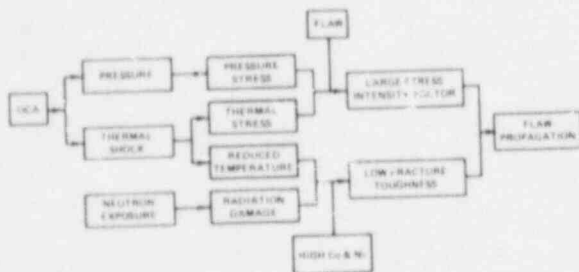 FLAW
PRESSURE
PRESSURE
STRESS
LARGE STRESS
INTENSITY FACTOR
OCA
THERMAL
SHOCK
THERMAL
STRESS
FLAW
PROPAGATION
REDUCED
TEMPERATURE
LOW FRACTURE
TOUGHNESS
NEUTRON
EXPOSURE
RADIATION
DAMAGE
HIGH Cu & Ni